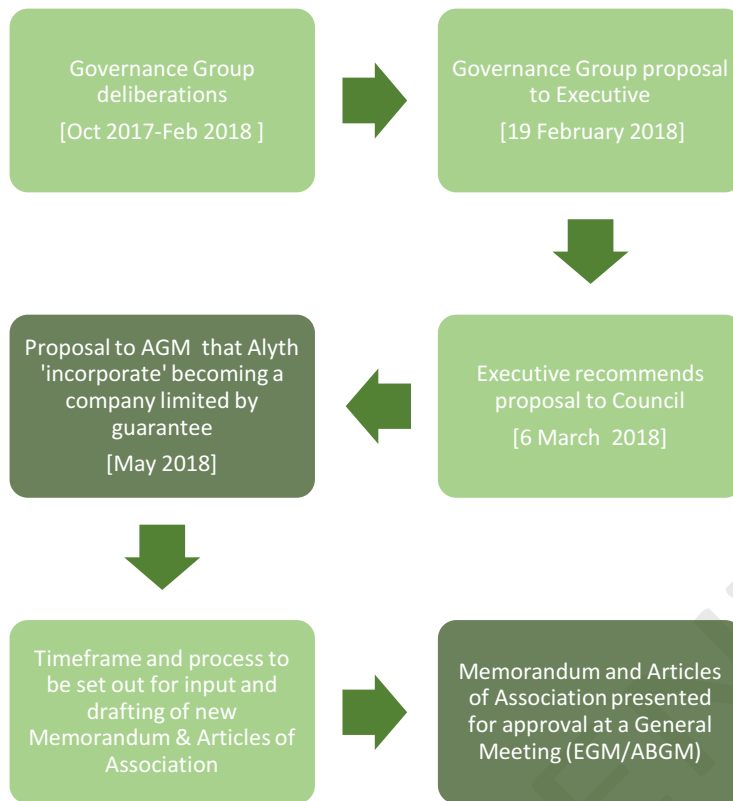 Governance Group
deliberations
[Oct 2017-Feb 2018 ]
Governance Group proposal
to Executive
[19 February 2018]
Executive recommends
proposal to Council
[6 March  2018]
Proposal to AGM  that Alyth
'incorporate' becoming a
company limited by
guarantee
[May 2018]
Timeframe and process to
be set out for input and
drafting of new
Memorandum & Articles of
Association
Memorandum and Articles
of Association presented
for approval at a General
Meeting (EGM/ABGM)